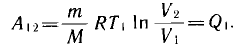 A₁₂ = m/M RT₁ ln V₂/V₁ = Q₁.